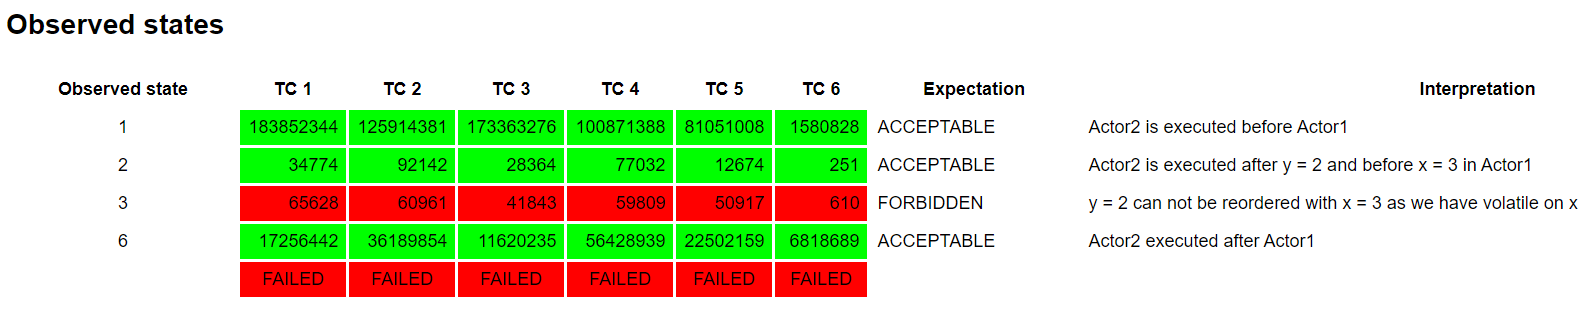 Observed states
Observed state TC 1 TC 2 TC 3 TC 4 TC 5 TC 6 Expectation Interpretation
1 183852344 125914381 173363276 100871388 81051008 1580828 ACCEPTABLE Actor2 is executed before Actor1
2 34774 92142 28364 77032 12674 251 ACCEPTABLE Actor2 is executed after y = 2 and before x = 3 in Actor1
3 65628 60961 41843 59809 50917 610 FORBIDDEN y = 2 can not be reordered with x = 3 as we have volatile on x
6 17256442 36189854 11620235 56428939 22502159 6818689 ACCEPTABLE Actor2 executed after Actor1
FAILED FAILED FAILED FAILED FAILED FAILED